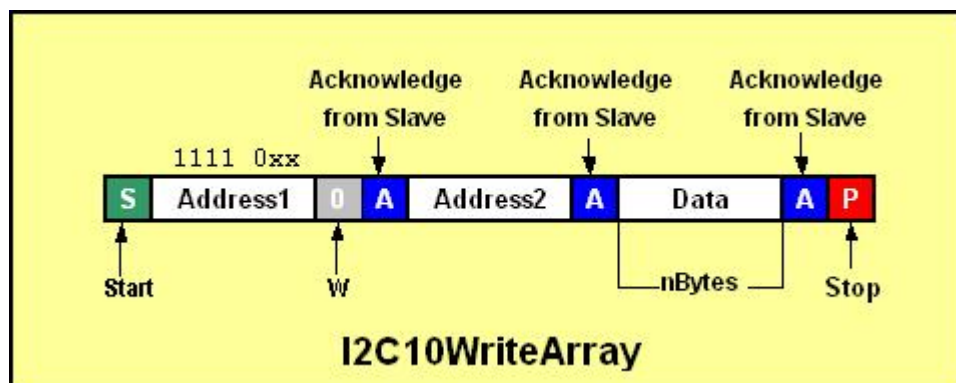 Acknowledge Acknowledge Acknowledge
from Slave from Slave from Slave
1111 0xx
S Address1 0 A Address2 A Data A P
Start W nBytes Stop
I2C10WriteArray